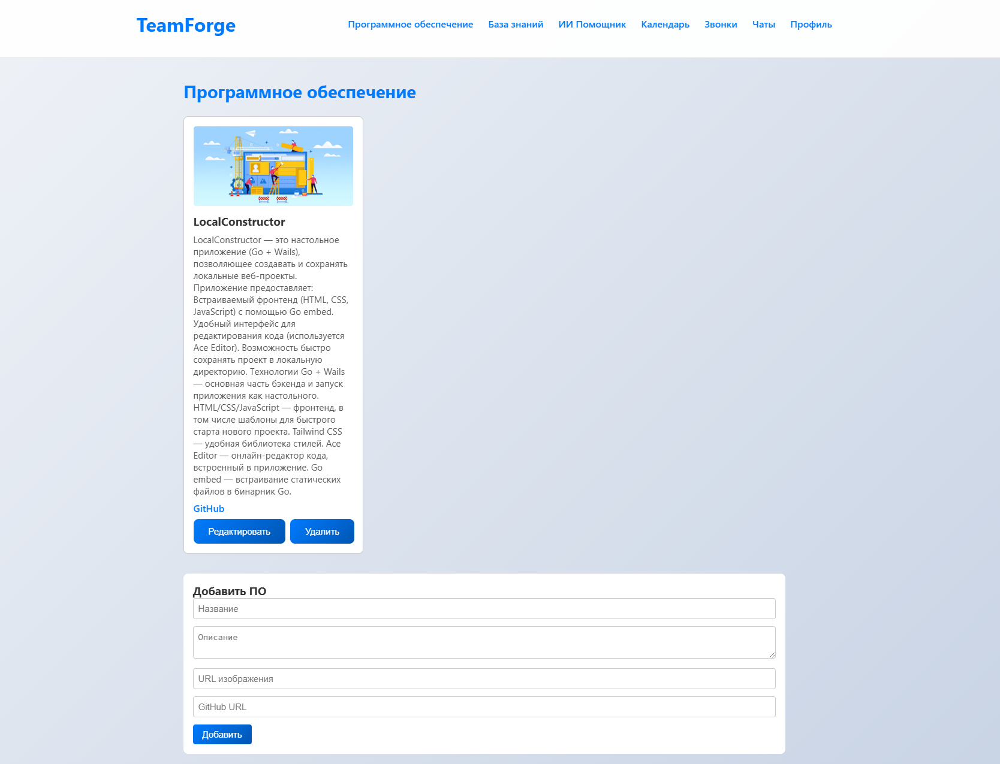 TeamForge
Программное обеспечение
База знаний
ИИ Помощник
Календарь
Звонки
Чаты
Профиль
Программное обеспечение
LocalConstructor
LocalConstructor — это настольное
приложение (Go + Wails),
позволяющее создавать и сохранять
локальные веб-проекты.
Приложение предоставляет:
Встраиваемый фронтенд (HTML, CSS,
JavaScript) с помощью Go embed.
Удобный интерфейс для
редактирования кода (используется
Ace Editor). Возможность быстро
сохранять проект в локальную
директорию. Технологии Go + Wails
— основная часть бэкенда и запуск
приложения как настольного.
HTML/CSS/JavaScript — фронтенд, в
том числе шаблоны для быстрого
старта нового проекта. Tailwind CSS
— удобная библиотека стилей. Ace
Editor — онлайн-редактор кода,
встроенный в приложение. Go
embed — встраивание статических
файлов в бинарник Go.
GitHub
Редактировать
Удалить
Добавить ПО
Название
Описание
URL изображения
GitHub URL
Добавить